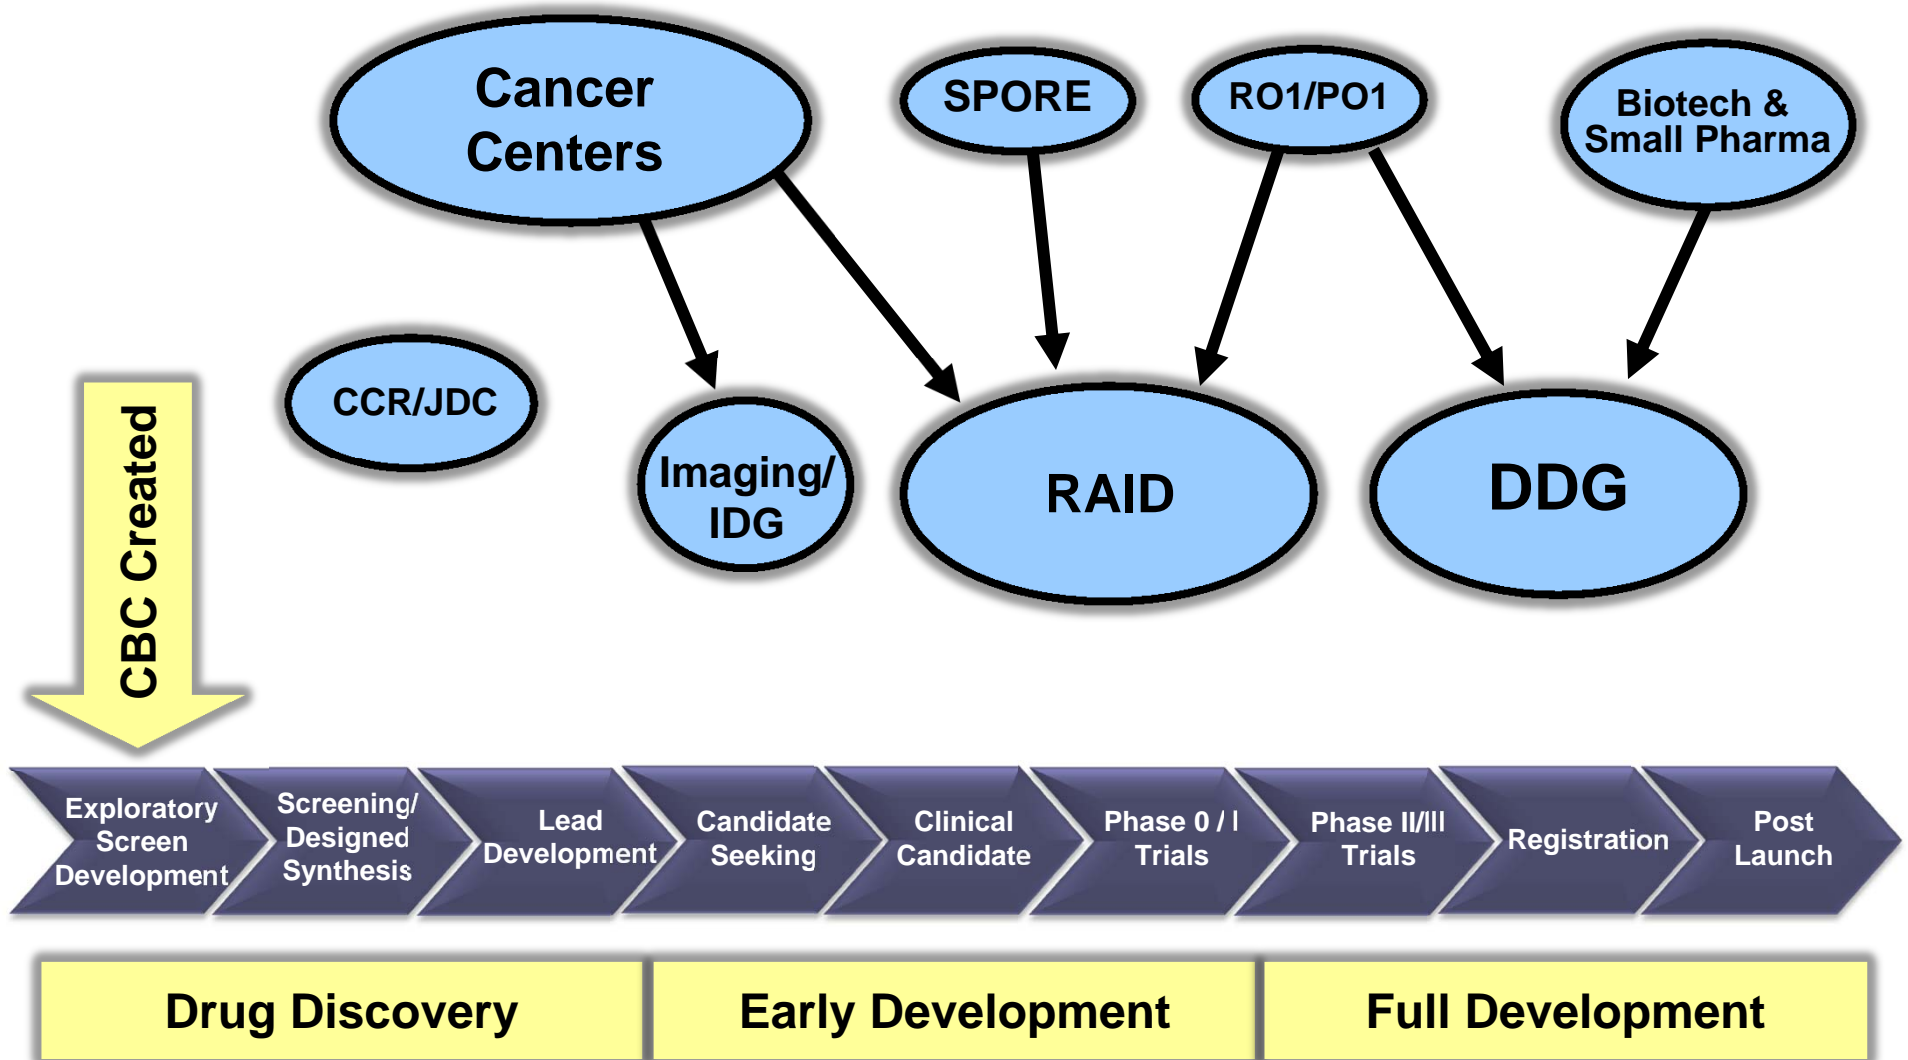 Cancer
Centers
SPORE
RO1/PO1
Biotech &
Small Pharma
CCR/JDC
Imaging/
IDG
RAID
DDG
CBC Created
Exploratory
Screen
Development
Screening/
Designed
Synthesis
Lead
Development
Candidate
Seeking
Clinical
Candidate
Phase 0 / I
Trials
Phase II/III
Trials
Registration
Post
Launch
Drug Discovery
Early Development
Full Development